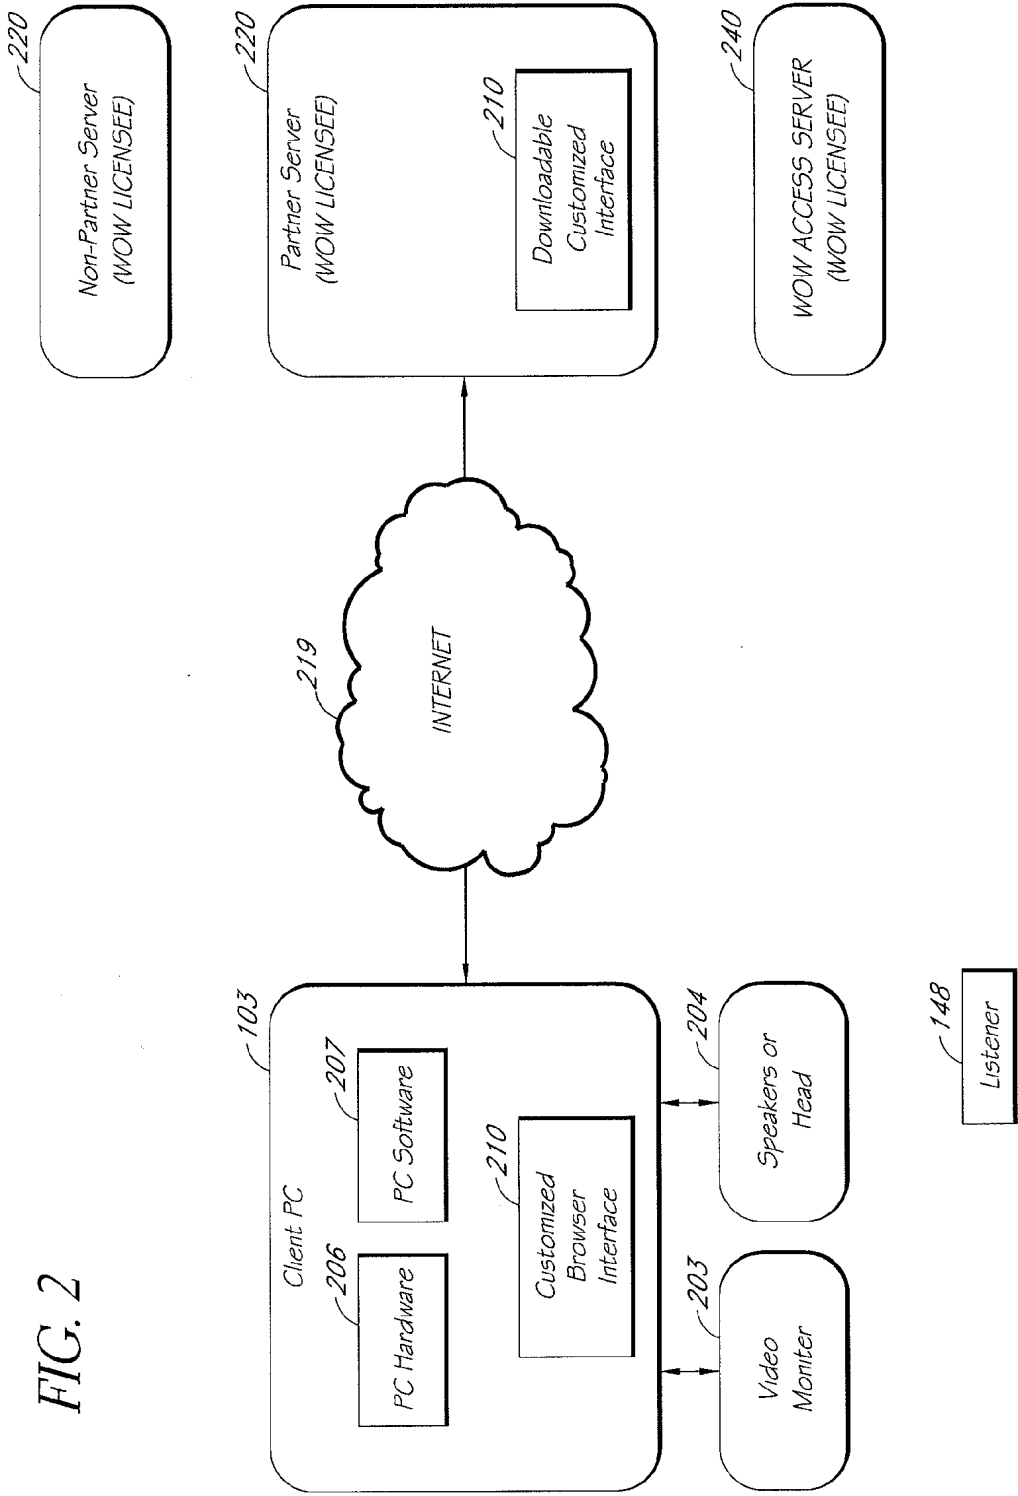 FIG. 2
103
Client PC
206
PC Hardware
207
PC Software
210
Customized
Browser
Interface
203
Video
Moniter
204
Speakers or
Head
148
Listener
219
INTERNET
220
Non-Partner Server
(WOW LICENSEE)
220
Partner Server
(WOW LICENSEE)
210
Downloadable
Customized
Interface
240
WOW ACCESS SERVER
(WOW LICENSEE)